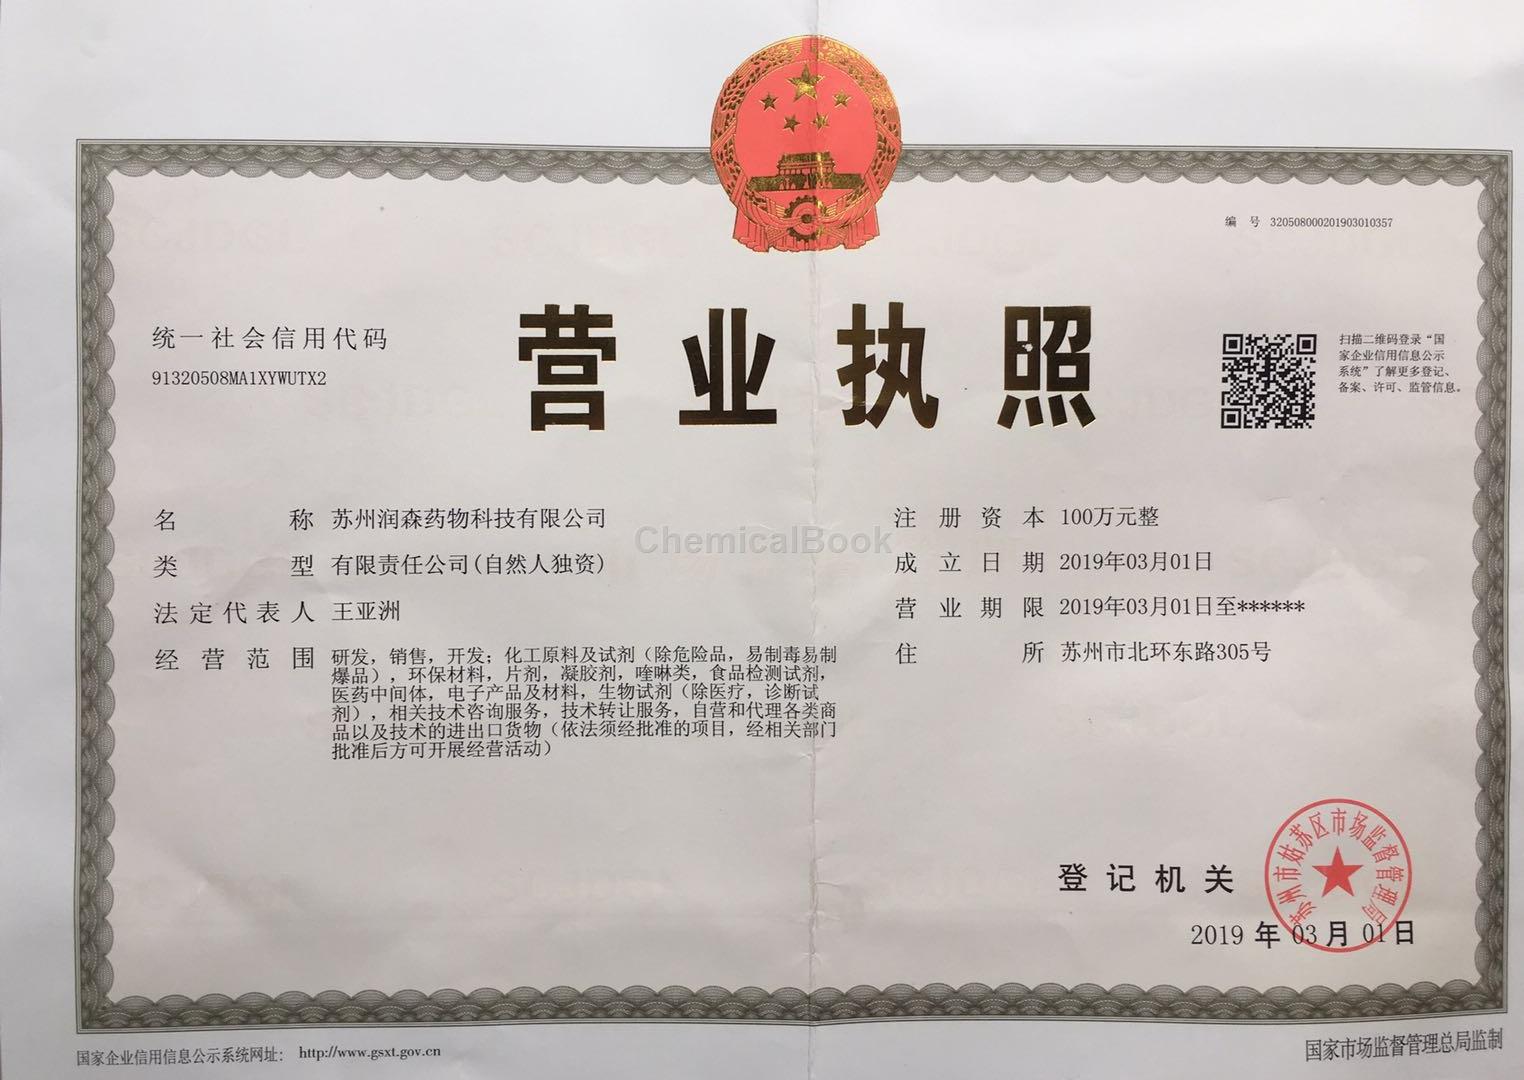 编 号 320508000201903010357
营业执照
统一社会信用代码
91320508MA1XYWUTX2
扫描二维码登录“国
家企业信用信息公示
系统”了解更多登记、
备案、许可、监管信息。
名 称 苏州润森药物科技有限公司
类 型 有限责任公司(自然人独资)
法定代表人 王亚洲
经营范围 研发，销售，开发；化工原料及试剂（除危险品，易制毒易制
爆品），环保材料，片剂，凝胶剂，喹啉类，食品检测试剂，
医药中间体，电子产品及材料，生物试剂（除医疗，诊断试
剂），相关技术咨询服务，技术转让服务，自营和代理各类商
品以及技术的进出口货物（依法须经批准的项目，经相关部门
批准后方可开展经营活动）
注册资本 100万元整
成立日期 2019年03月01日
营业期限 2019年03月01日至******
住 所 苏州市北环东路305号
ChemicalBook
登记机关
苏州市姑苏区市场监督管理局
2019 年 03 月 01 日
国家企业信用信息公示系统网址： http://www.gsxt.gov.cn
国家市场监督管理总局监制